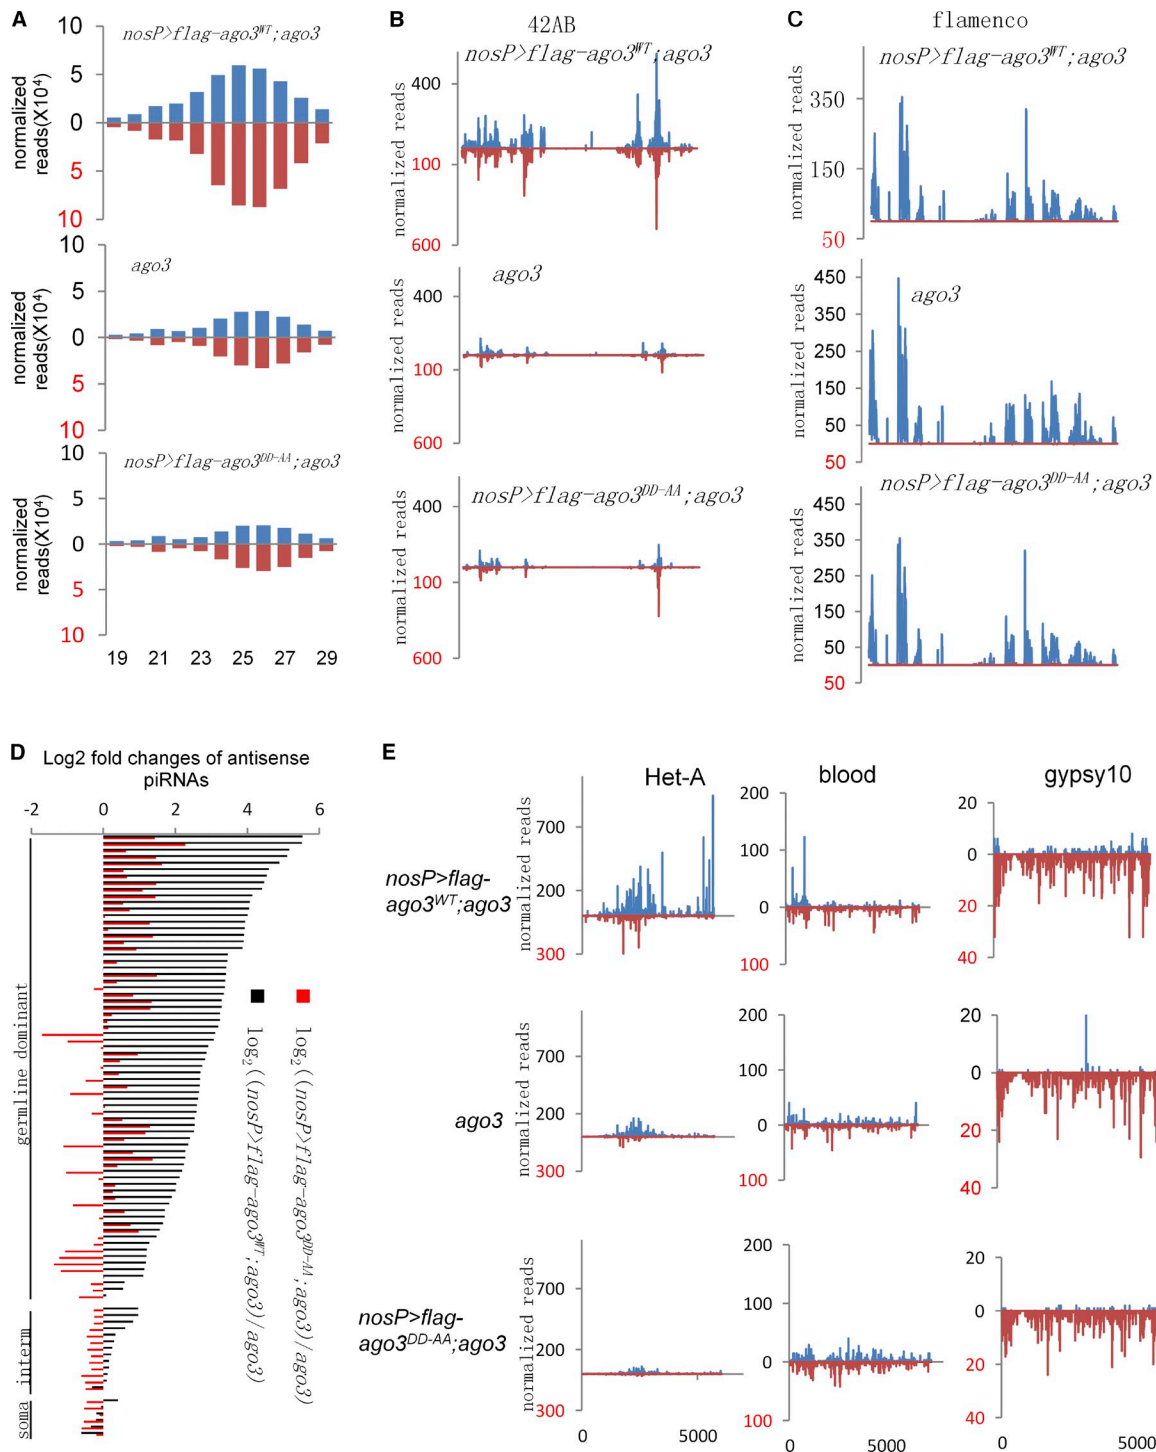 A
10
5
0
5
10
normalized
reads(X10⁴)
nosP>flag-ago3ᵂᵀ;ago3
10
5
0
5
10
normalized
reads(X10⁴)
ago3
10
5
0
5
10
normalized
reads(X10⁴)
nosP>flag-ago3ᴰᴰ⁻ᴬᴬ;ago3
19 21 23 25 27 29
B
42AB
nosP>flag-ago3ᵂᵀ;ago3
normalized reads
400
100
600
ago3
normalized reads
400
100
600
nosP>flag-ago3ᴰᴰ⁻ᴬᴬ;ago3
normalized reads
400
100
600
C
flamenco
nosP>flag-ago3ᵂᵀ;ago3
normalized reads
350
150
50
ago3
normalized reads
450
350
250
150
50
50
nosP>flag-ago3ᴰᴰ⁻ᴬᴬ;ago3
normalized reads
450
350
250
150
50
50
D
Log2 fold changes of antisense
piRNAs
-2 0 2 4 6
germline dominant
interm
soma
log₂((nosP>flag-ago3ᵂᵀ;ago3)/ago3)
log₂((nosP>flag-ago3ᴰᴰ⁻ᴬᴬ;ago3)/ago3)
E
Het-A
blood
gypsy10
nosP>flag-
ago3ᵂᵀ;ago3
normalized reads
700
200
300
200
100
0
100
20
0
20
40
ago3
normalized reads
700
200
300
200
100
0
100
20
0
20
40
nosP>flag-
ago3ᴰᴰ⁻ᴬᴬ;ago3
normalized reads
700
200
300
200
100
0
100
20
0
20
40
0 5000
0 5000
0 5000